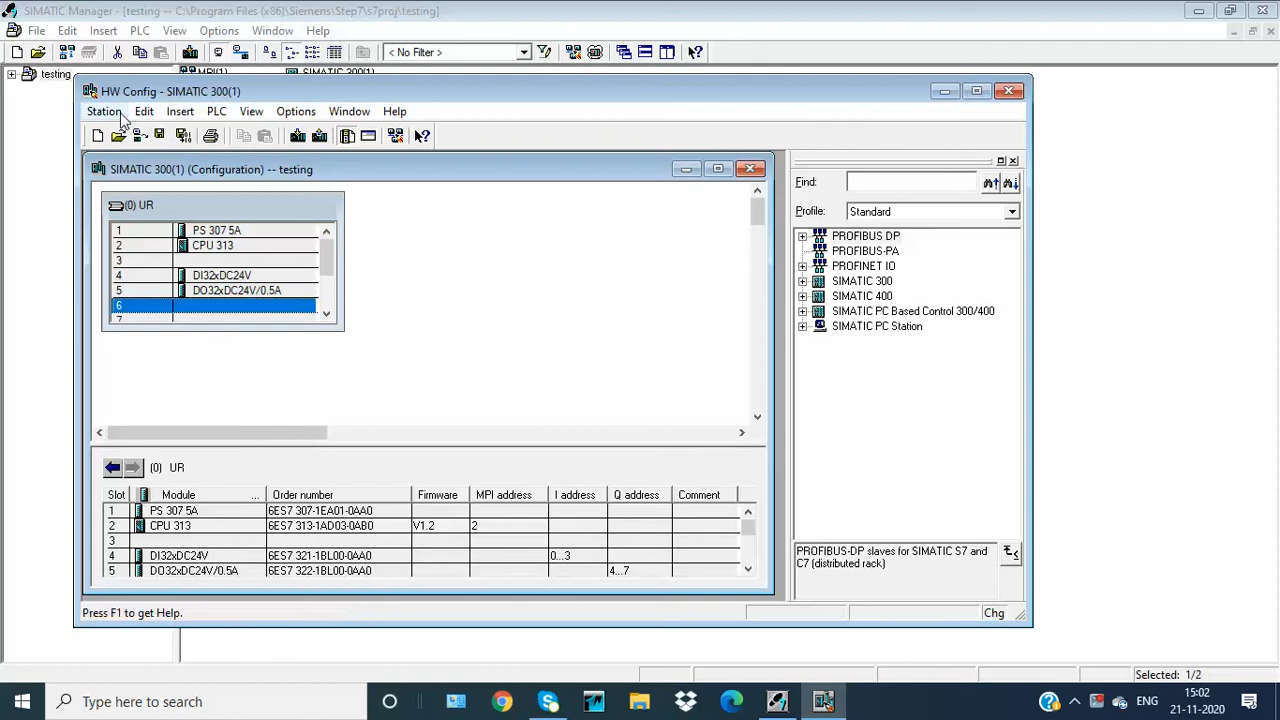 SIMATIC Manager - [testing -- C:\Program Files (x86)\Siemens\Step7\s7proj\testing]
File Edit Insert PLC View Options Window Help
< No Filter >
testing MPI(1) SIMATIC 300(1)
HW Config - SIMATIC 300(1)
Station Edit Insert PLC View Options Window Help
SIMATIC 300(1) (Configuration) -- testing
(0) UR
1 PS 307 5A
2 CPU 313
3
4 DI32xDC24V
5 DO32xDC24V/0.5A
6
7
Find:
Profile: Standard
PROFIBUS DP
PROFIBUS-PA
PROFINET IO
SIMATIC 300
SIMATIC 400
SIMATIC PC Based Control 300/400
SIMATIC PC Station
PROFIBUS-DP slaves for SIMATIC S7 and
C7 (distributed rack)
(0) UR
Slot Module ... Order number Firmware MPI address I address Q address Comment
1 PS 307 5A 6ES7 307-1EA01-0AA0
2 CPU 313 6ES7 313-1AD03-0AB0 V1.2 2
3
4 DI32xDC24V 6ES7 321-1BL00-0AA0 0...3
5 DO32xDC24V/0.5A 6ES7 322-1BL00-0AA0 4...7
Press F1 to get Help. Chg
Selected: 1/2
Type here to search
ENG
15:02
21-11-2020